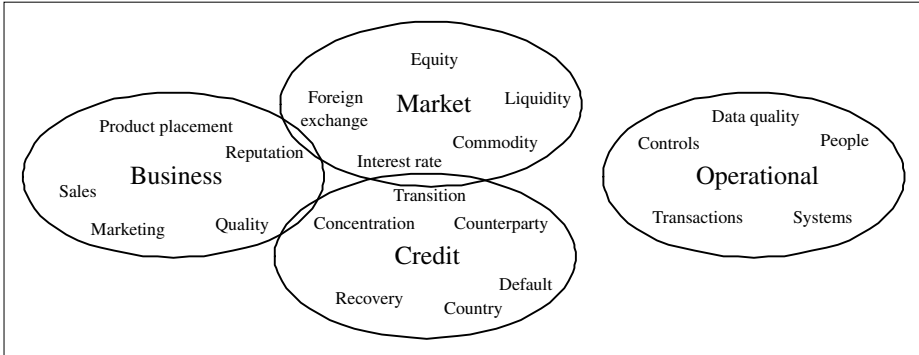 Equity
Foreign
exchange
Market
Liquidity
Commodity
Interest rate
Product placement
Reputation
Business
Sales
Marketing
Quality
Transition
Concentration
Counterparty
Credit
Default
Recovery
Country
Data quality
Controls
People
Operational
Transactions
Systems